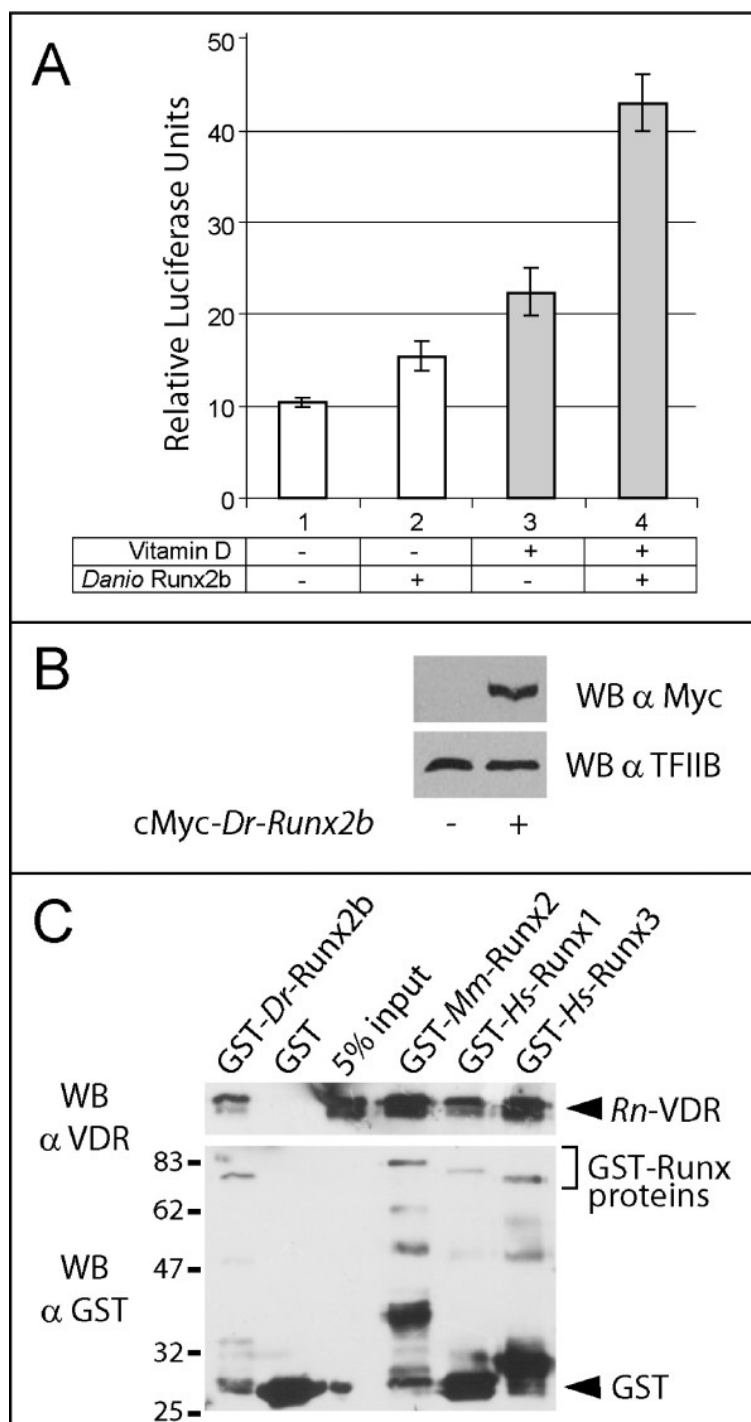 A
Relative Luciferase Units
50
40
30
20
10
0
1 2 3 4
Vitamin D - - + +
Danio Runx2b - + - +
B
WB α Myc
WB α TFIIB
cMyc-Dr-Runx2b - +
C
GST-Dr-Runx2b
GST
5% input
GST-Mm-Runx2
GST-Hs-Runx1
GST-Hs-Runx3
WB
α VDR
Rn-VDR
83
62
47
32
25
GST-Runx
proteins
WB
α GST
GST